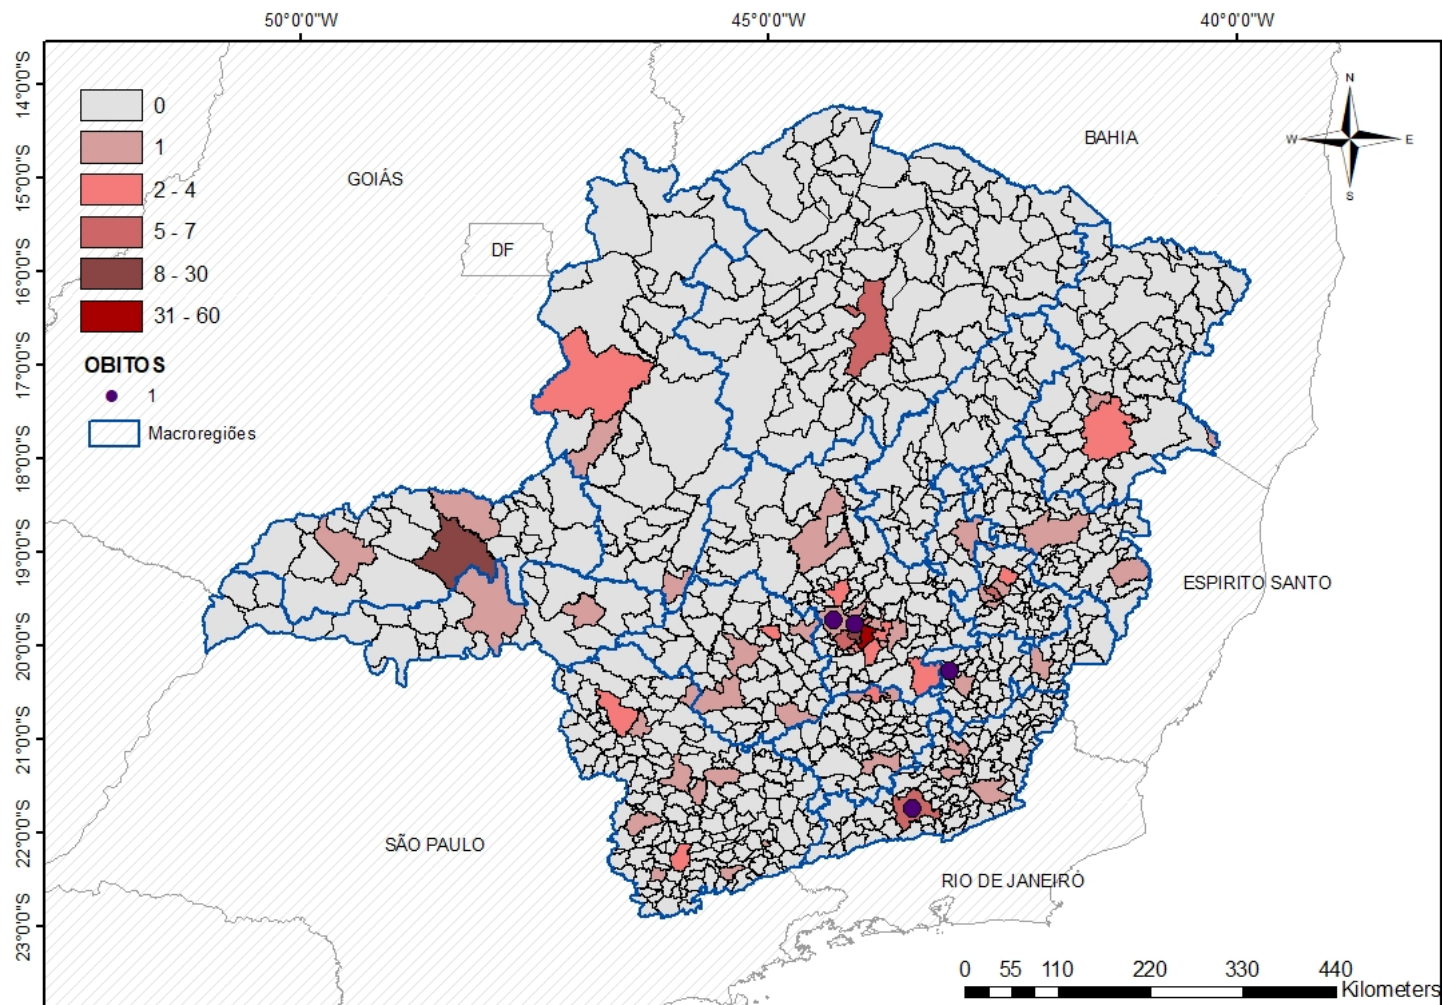 50°0'0"W
45°0'0"W
40°0'0"W
14°0'0"S
15°0'0"S
16°0'0"S
17°0'0"S
18°0'0"S
19°0'0"S
20°0'0"S
21°0'0"S
22°0'0"S
23°0'0"S
0
1
2 - 4
5 - 7
8 - 30
31 - 60
OBITOS
1
Macroregiões
GOIÁS
DF
BAHIA
N
W
E
S
ESPIRITO SANTO
SÃO PAULO
RIO DE JANEIRO
0 55 110 220 330 440
Kilometers